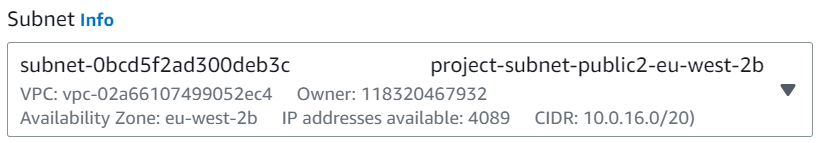 Subnet Info
subnet-0bcd5f2ad300deb3c project-subnet-public2-eu-west-2b
VPC: vpc-02a66107499052ec4 Owner: 118320467932
Availability Zone: eu-west-2b IP addresses available: 4089 CIDR: 10.0.16.0/20)